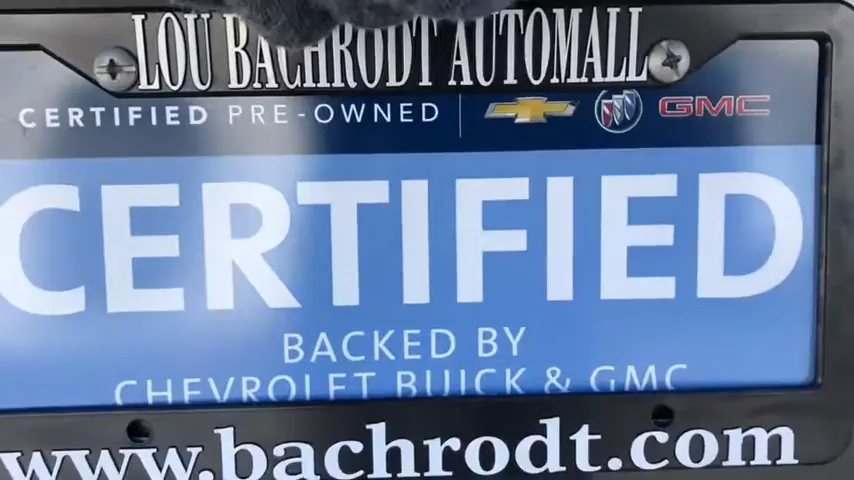 LOU BACHRODT AUTOMALL
CERTIFIED PRE-OWNED GMC
CERTIFIED
BACKED BY
CHEVROLET BUICK & GMC
www.bachrodt.com